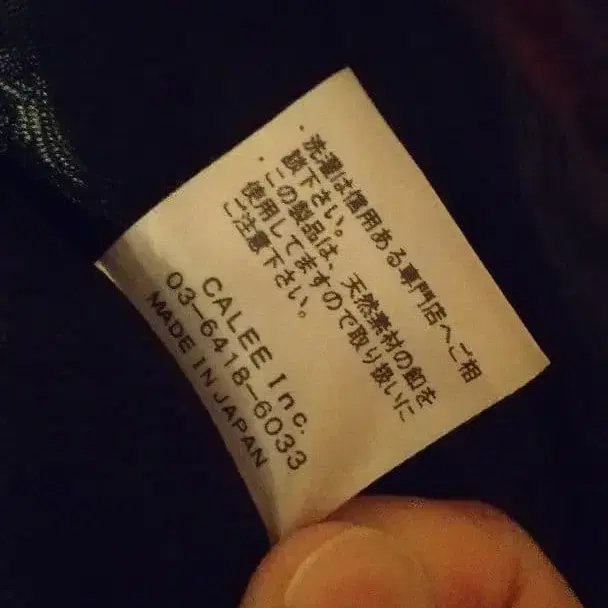 ・洗濯は信用ある専門店へご相
談下さい。
・この製品は、天然素材の釦を
使用してますので取り扱いに
ご注意下さい。
CALEE Inc.
03-6418-6033
MADE IN JAPAN